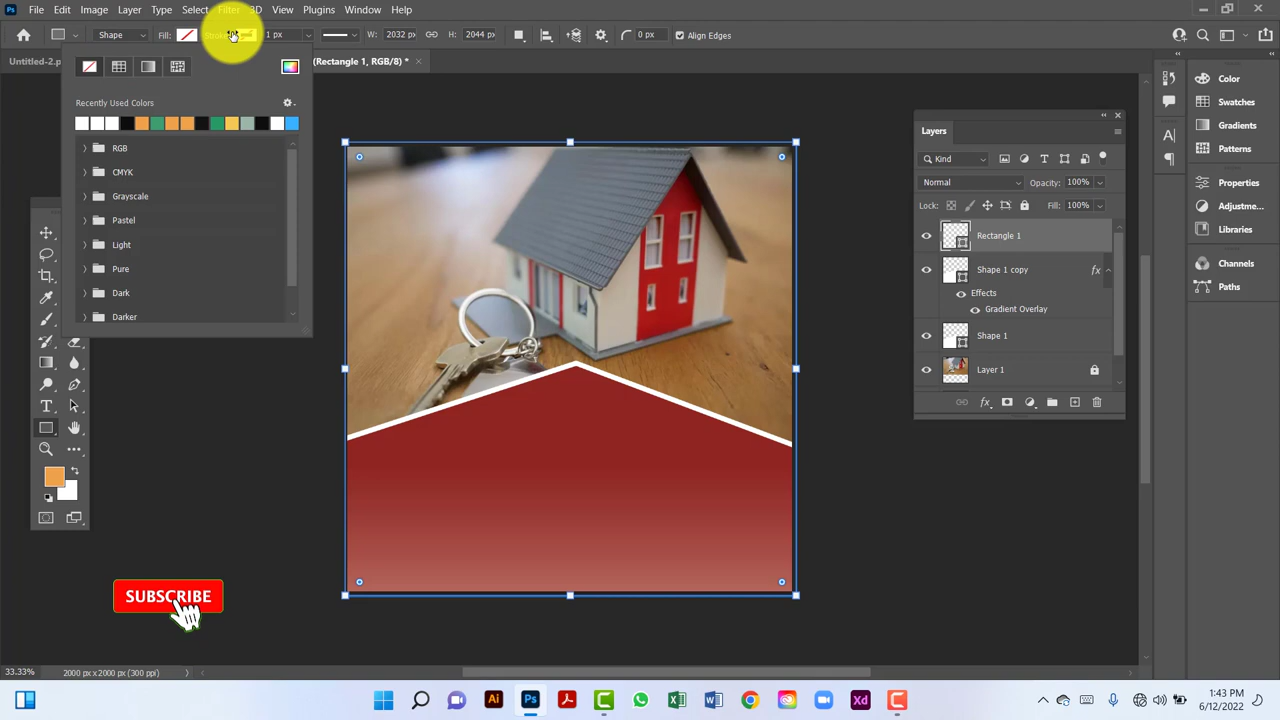 File Edit Image Layer Type Select Filter 3D View Plugins Window Help
Shape Fill: 1 px W: 2032 px H: 2044 px 0 px Align Edges
Untitled-2.p (Rectangle 1, RGB/8) *
Recently Used Colors
RGB
CMYK
Grayscale
Pastel
Light
Pure
Dark
Darker
Layers
Kind
Normal Opacity: 100%
Lock: Fill: 100%
Rectangle 1
Shape 1 copy fx
Effects
Gradient Overlay
Shape 1
Layer 1
Color
Swatches
Gradients
Patterns
Properties
Adjustme...
Libraries
Channels
Paths
SUBSCRIBE
33.33% 2000 px x 2000 px (300 ppi)
1:43 PM
6/12/2022